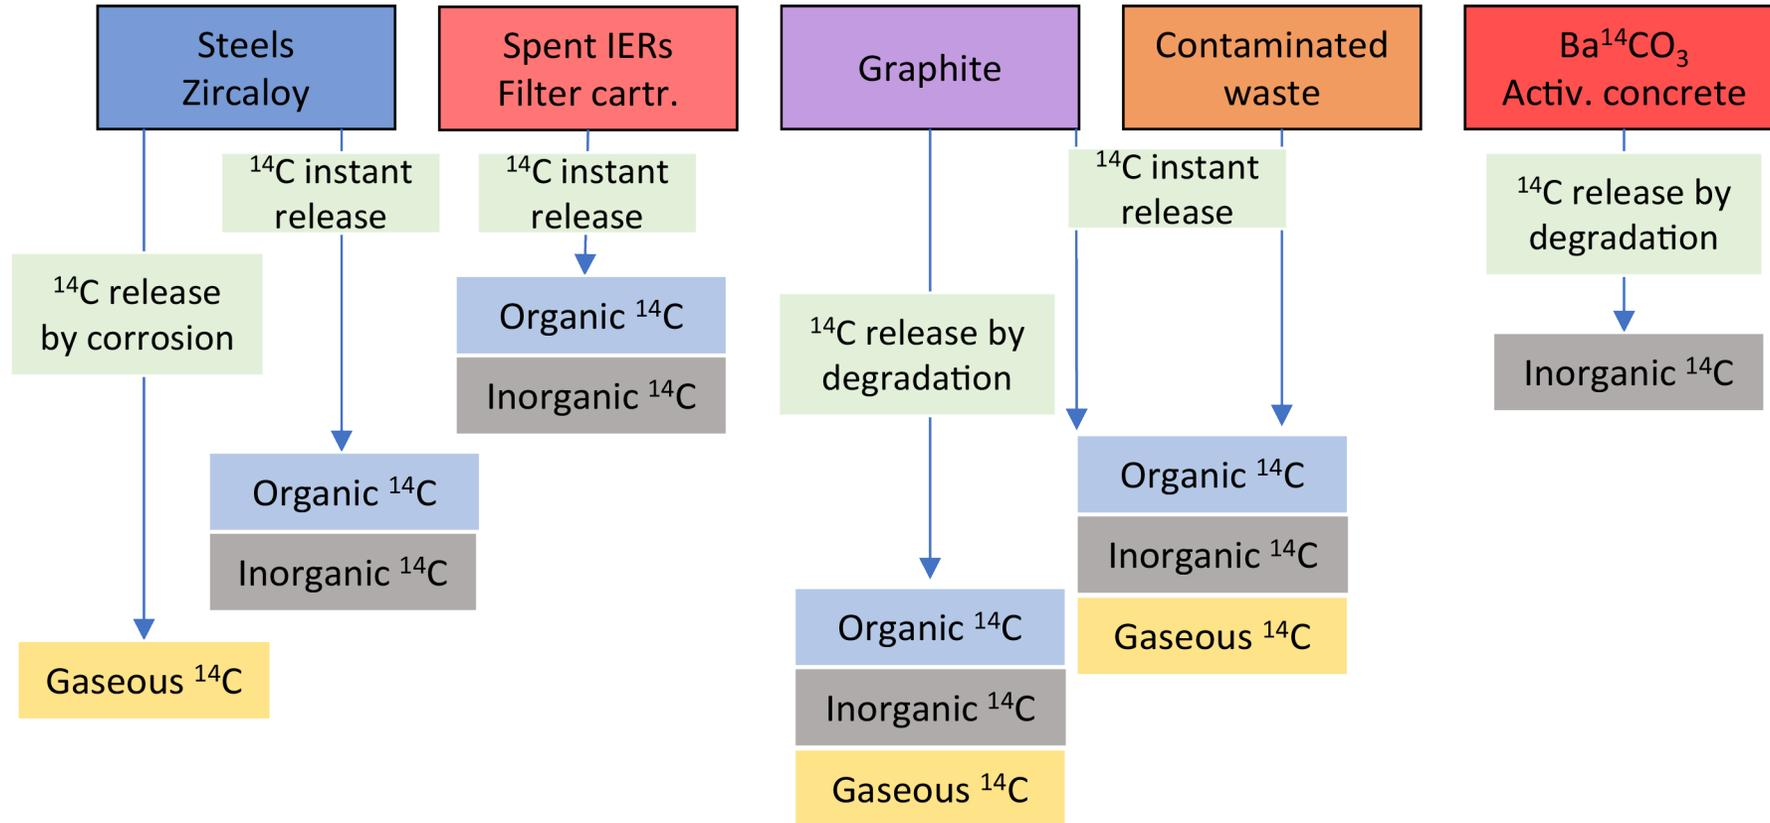 Steels
Zircaloy
Spent IERs
Filter cartr.
Graphite
Contaminated
waste
Ba¹⁴CO₃
Activ. concrete
¹⁴C instant
release
¹⁴C instant
release
¹⁴C instant
release
¹⁴C release by
degradation
¹⁴C release
by corrosion
Organic ¹⁴C
Inorganic ¹⁴C
¹⁴C release by
degradation
Inorganic ¹⁴C
Organic ¹⁴C
Inorganic ¹⁴C
Organic ¹⁴C
Inorganic ¹⁴C
Gaseous ¹⁴C
Gaseous ¹⁴C
Organic ¹⁴C
Inorganic ¹⁴C
Gaseous ¹⁴C